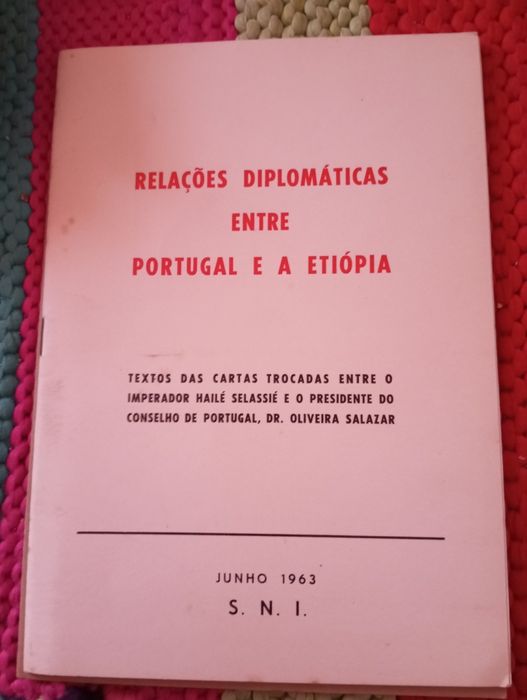 RELAÇÕES DIPLOMÁTICAS
ENTRE
PORTUGAL E A ETIÓPIA
TEXTOS DAS CARTAS TROCADAS ENTRE O
IMPERADOR HAILÉ SELASSIÉ E O PRESIDENTE DO
CONSELHO DE PORTUGAL, DR. OLIVEIRA SALAZAR
JUNHO 1963
S. N. I.